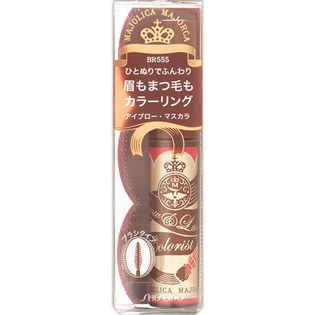 MAJOLICA MAJORCA
BR555
ひとぬりでふんわり
眉もまつ毛も
カラーリング
アイブロー・マスカラ
M
ブラシタイプ
Colorist
MAJOLICA MAJOR
SHISEIDO